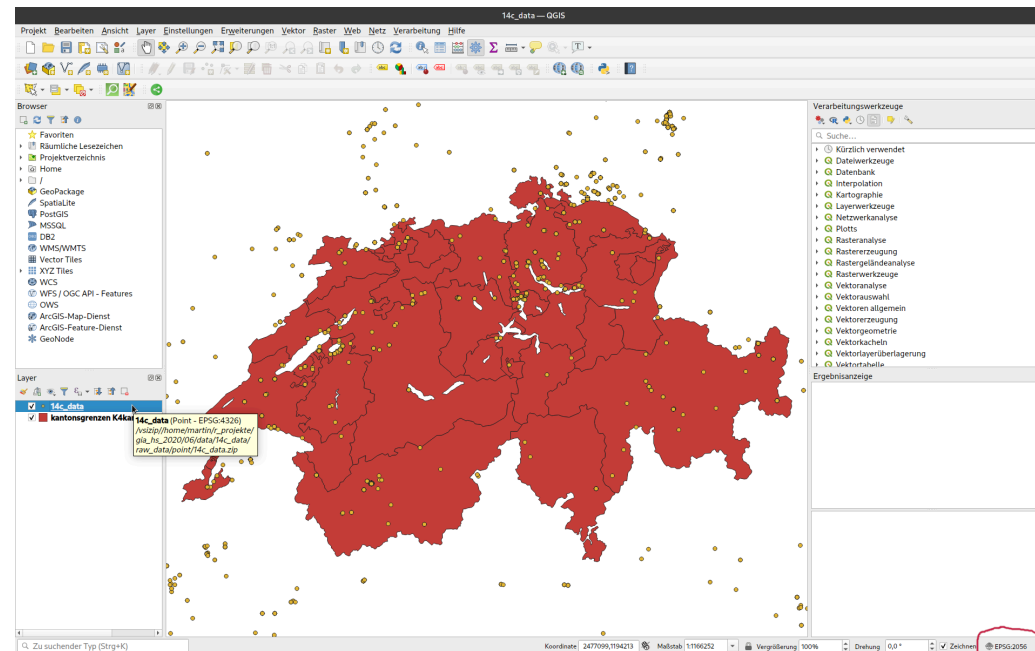 14c_data — QGIS
Projekt Bearbeiten Ansicht Layer Einstellungen Erweiterungen Vektor Raster Web Netz Verarbeitung Hilfe
Browser
Favoriten
Räumliche Lesezeichen
Projektverzeichnis
Home
/
GeoPackage
SpatiaLite
PostGIS
MSSQL
DB2
WMS/WMTS
Vector Tiles
XYZ Tiles
WCS
WFS / OGC API - Features
OWS
ArcGIS-Map-Dienst
ArcGIS-Feature-Dienst
GeoNode
Layer
14c_data
kantonsgrenzen K4kan
14c_data (Point - EPSG:4326)
/vsizip//home/martin/r_projekte/
gia_hs_2020/06/data/14c_data/
raw_data/point/14c_data.zip
Verarbeitungswerkzeuge
Suche…
Kürzlich verwendet
Dateiwerkzeuge
Datenbank
Interpolation
Kartographie
Layerwerkzeuge
Netzwerkanalyse
Plotts
Rasteranalyse
Rastererzeugung
Rastergeländeanalyse
Rasterwerkzeuge
Vektoranalyse
Vektorauswahl
Vektoren allgemein
Vektorerzeugung
Vektorgeometrie
Vektorkacheln
Vektorlayerüberlagerung
Vektortabelle
Ergebnisanzeige
Zu suchender Typ (Strg+K)
Koordinate 2477099,1194213 Maßstab 1:1166252 Vergrößerung 100% Drehung 0,0 ° Zeichnen EPSG:2056